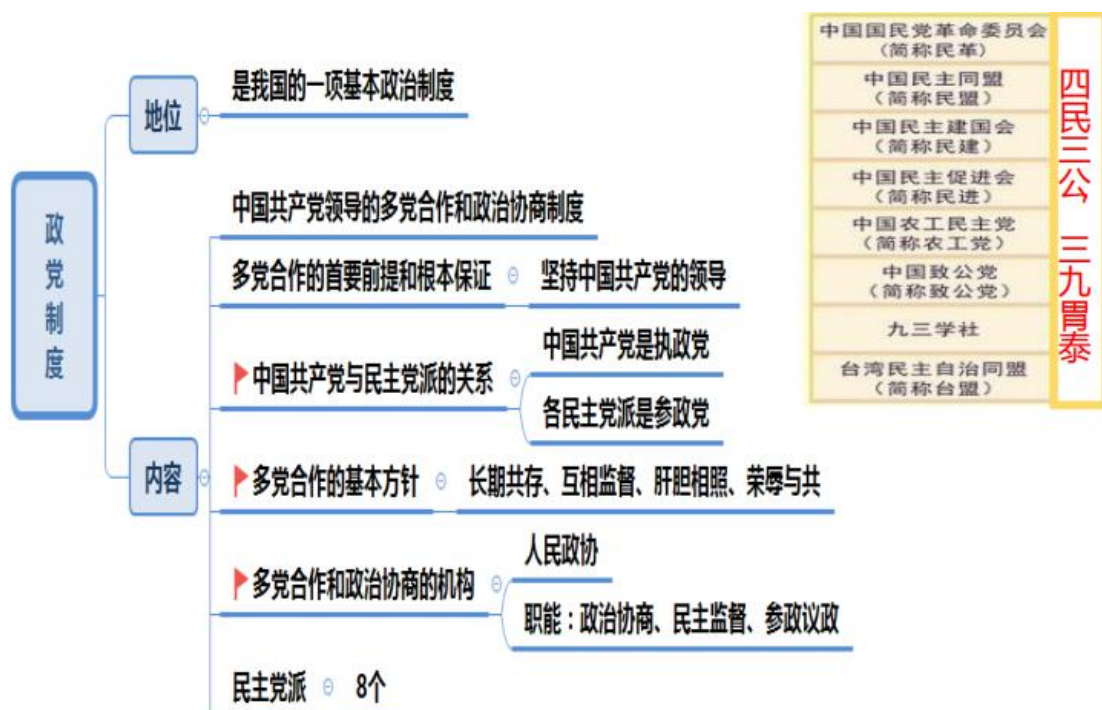 政党制度
地位
是我国的一项基本政治制度
内容
中国共产党领导的多党合作和政治协商制度
多党合作的首要前提和根本保证
坚持中国共产党的领导
中国共产党与民主党派的关系
中国共产党是执政党
各民主党派是参政党
多党合作的基本方针
长期共存、互相监督、肝胆相照、荣辱与共
多党合作和政治协商的机构
人民政协
职能：政治协商、民主监督、参政议政
民主党派
8个
中国国民党革命委员会
(简称民革)
中国民主同盟
(简称民盟)
中国民主建国会
(简称民建)
中国民主促进会
(简称民进)
中国农工民主党
(简称农工党)
中国致公党
(简称致公党)
九三学社
台湾民主自治同盟
(简称台盟)
四民三公，三九胃泰